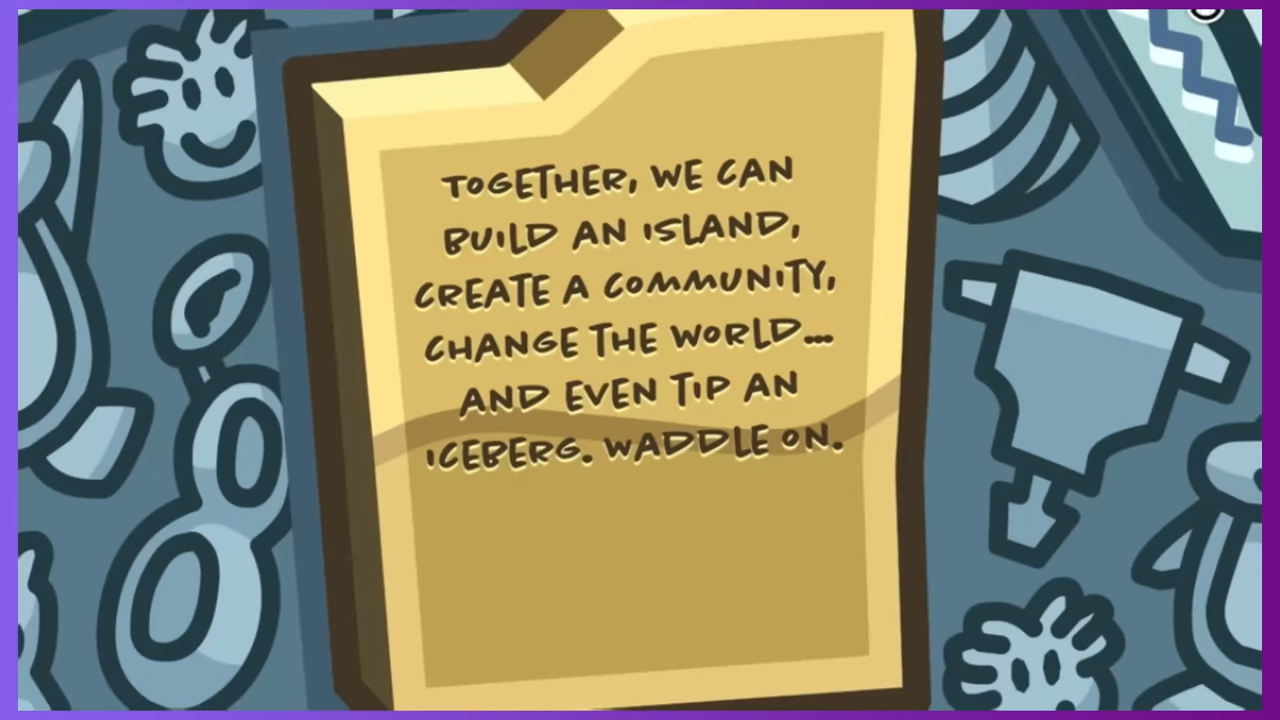 TOGETHER, WE CAN
BUILD AN ISLAND,
CREATE A COMMUNITY,
CHANGE THE WORLD...
AND EVEN TIP AN
ICEBERG. WADDLE ON.